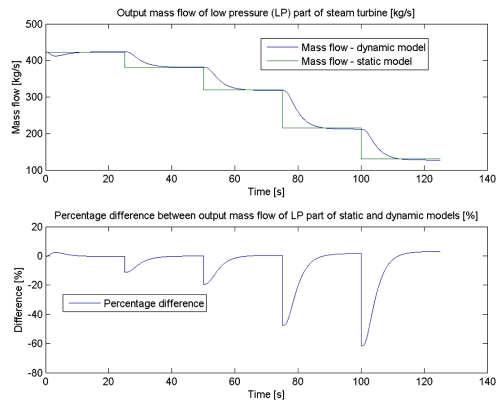 Output mass flow of low pressure (LP) part of steam turbine [kg/s]
500
400
300
200
100
Mass flow [kg/s]
Mass flow - dynamic model
Mass flow - static model
0 20 40 60 80 100 120 140
Time [s]
Percentage difference between output mass flow of LP part of static and dynamic models [%]
20
0
-20
-40
-60
-80
Difference [%]
Percentage difference
0 20 40 60 80 100 120 140
Time [s]